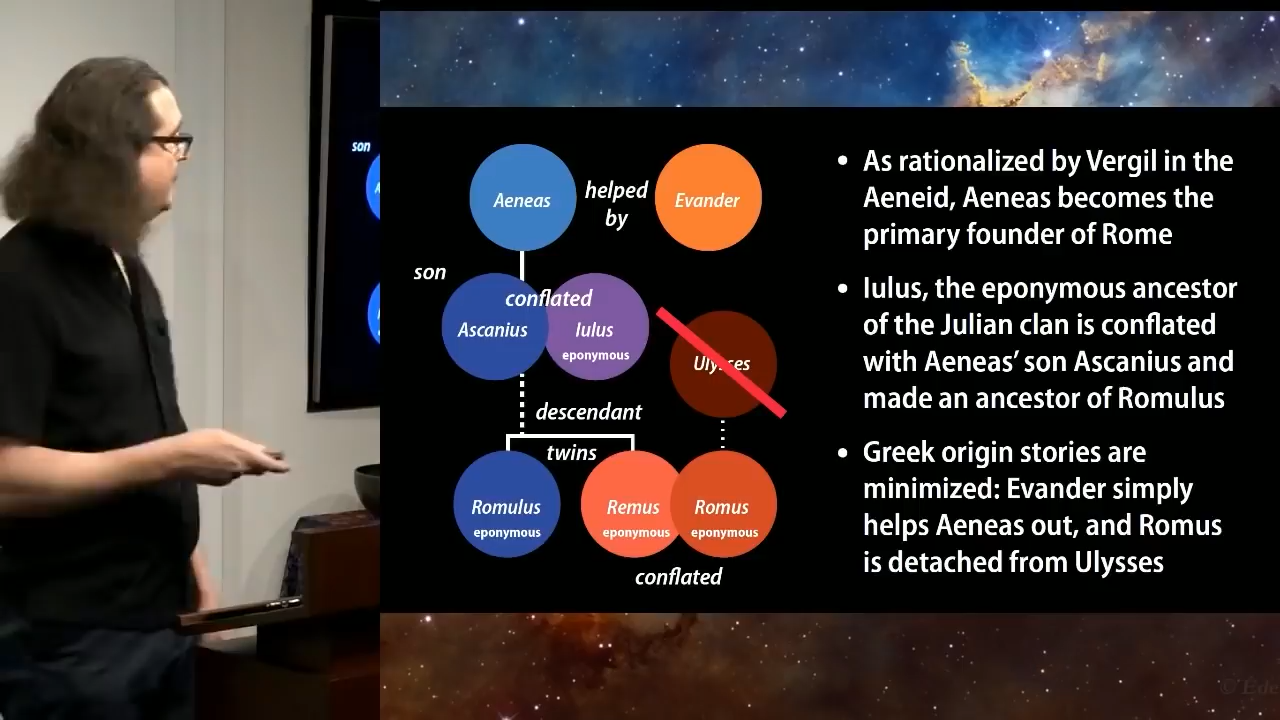 son
Aeneas
helped
by
Evander
son
conflated
Ascanius
Iulus
eponymous
Ulysses
descendant
twins
Romulus
eponymous
Remus
eponymous
Romus
eponymous
conflated
• As rationalized by Vergil in the
Aeneid, Aeneas becomes the
primary founder of Rome
• Iulus, the eponymous ancestor
of the Julian clan is conflated
with Aeneas’ son Ascanius and
made an ancestor of Romulus
• Greek origin stories are
minimized: Evander simply
helps Aeneas out, and Romus
is detached from Ulysses